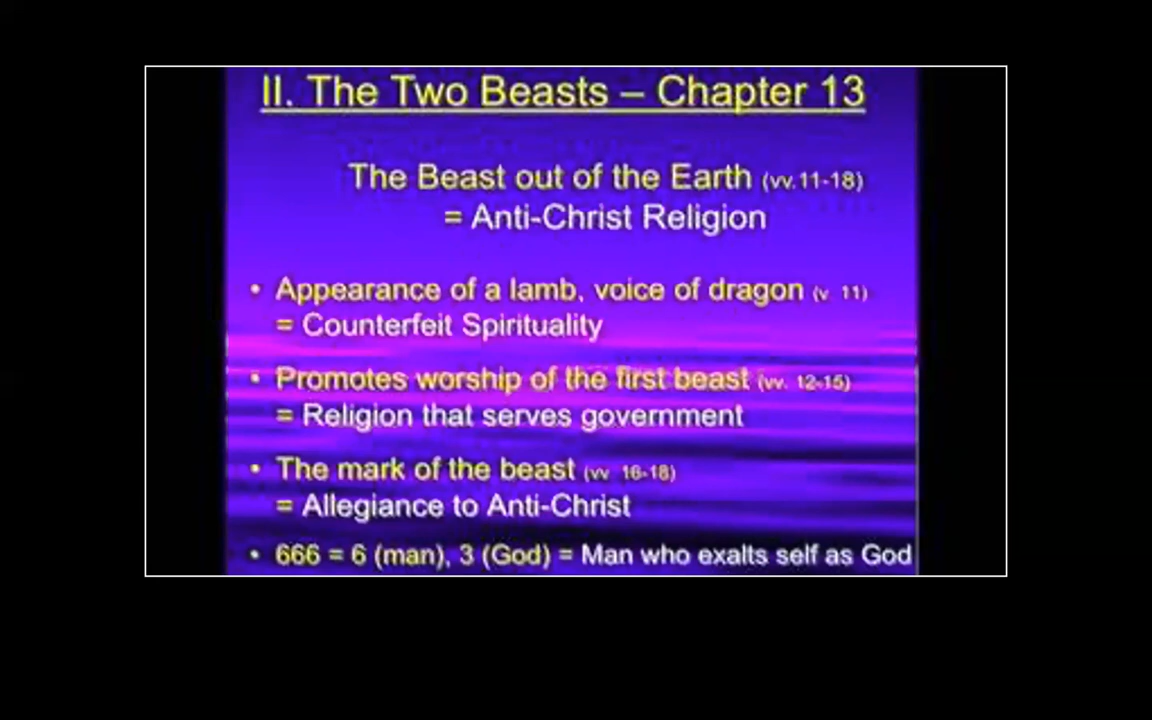 II. The Two Beasts – Chapter 13
The Beast out of the Earth (vv.11-18)
= Anti-Christ Religion
• Appearance of a lamb, voice of dragon (v 11)
= Counterfeit Spirituality
• Promotes worship of the first beast (vv. 12-15)
= Religion that serves government
• The mark of the beast (vv 16-18)
= Allegiance to Anti-Christ
• 666 = 6 (man), 3 (God) = Man who exalts self as God